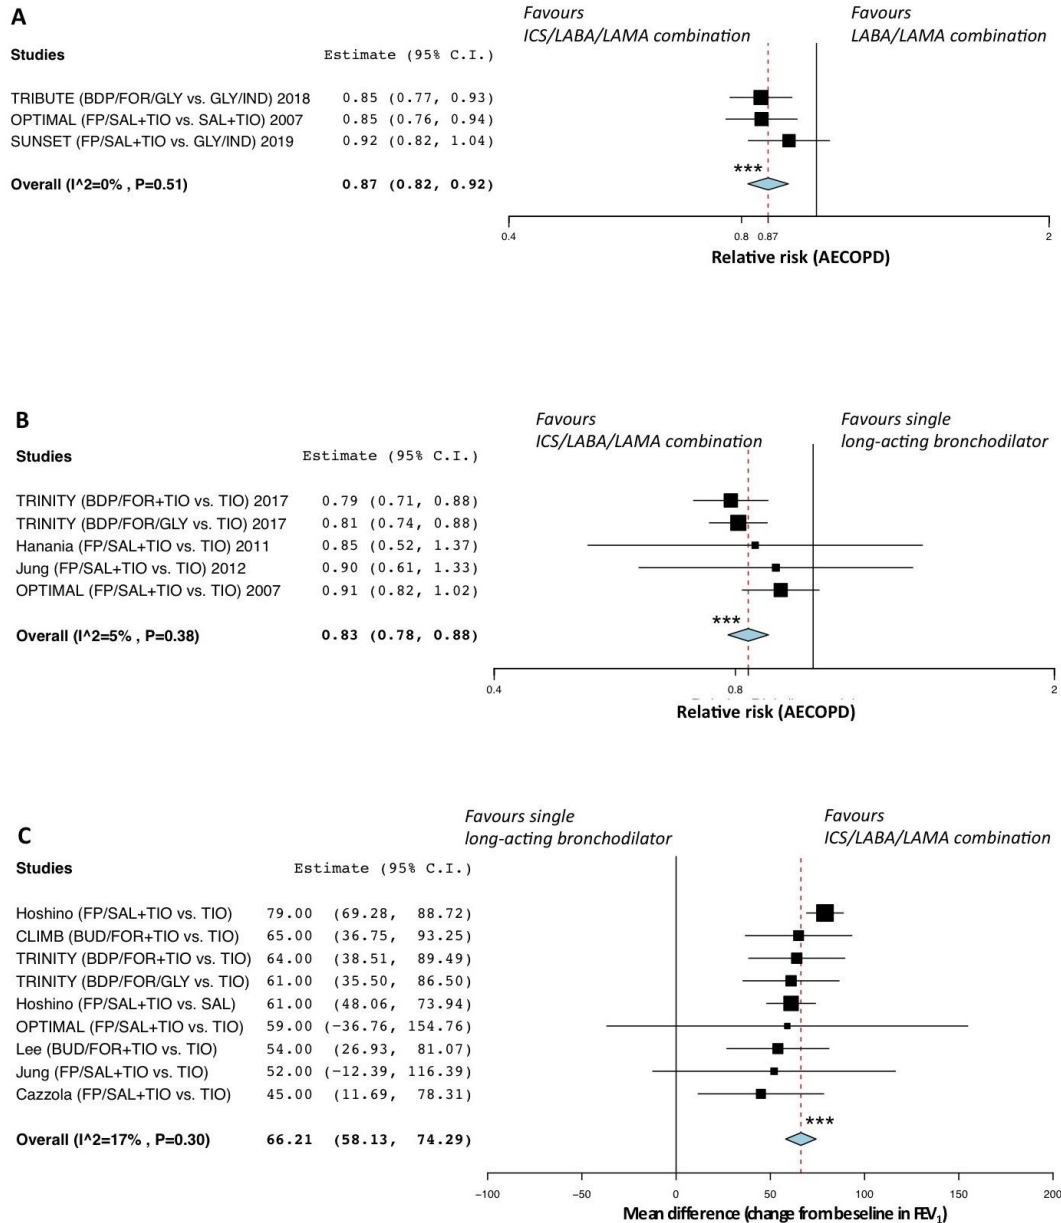 A
Favours
ICS/LABA/LAMA combination
Favours
LABA/LAMA combination
Studies Estimate (95% C.I.)
TRIBUTE (BDP/FOR/GLY vs. GLY/IND) 2018 0.85 (0.77, 0.93)
OPTIMAL (FP/SAL+TIO vs. SAL+TIO) 2007 0.85 (0.76, 0.94)
SUNSET (FP/SAL+TIO vs. GLY/IND) 2019 0.92 (0.82, 1.04)
***
Overall (I^2=0% , P=0.51) 0.87 (0.82, 0.92)
0.4 0.8 0.87 2
Relative risk (AECOPD)
B
Favours
ICS/LABA/LAMA combination
Favours single
long-acting bronchodilator
Studies Estimate (95% C.I.)
TRINITY (BDP/FOR+TIO vs. TIO) 2017 0.79 (0.71, 0.88)
TRINITY (BDP/FOR/GLY vs. TIO) 2017 0.81 (0.74, 0.88)
Hanania (FP/SAL+TIO vs. TIO) 2011 0.85 (0.52, 1.37)
Jung (FP/SAL+TIO vs. TIO) 2012 0.90 (0.61, 1.33)
OPTIMAL (FP/SAL+TIO vs. TIO) 2007 0.91 (0.82, 1.02)
***
Overall (I^2=5% , P=0.38) 0.83 (0.78, 0.88)
0.4 0.8 2
Relative risk (AECOPD)
C
Favours single
long-acting bronchodilator
Favours
ICS/LABA/LAMA combination
Studies Estimate (95% C.I.)
Hoshino (FP/SAL+TIO vs. TIO) 79.00 (69.28, 88.72)
CLIMB (BUD/FOR+TIO vs. TIO) 65.00 (36.75, 93.25)
TRINITY (BDP/FOR+TIO vs. TIO) 64.00 (38.51, 89.49)
TRINITY (BDP/FOR/GLY vs. TIO) 61.00 (35.50, 86.50)
Hoshino (FP/SAL+TIO vs. SAL) 61.00 (48.06, 73.94)
OPTIMAL (FP/SAL+TIO vs. TIO) 59.00 (−36.76, 154.76)
Lee (BUD/FOR+TIO vs. TIO) 54.00 (26.93, 81.07)
Jung (FP/SAL+TIO vs. TIO) 52.00 (−12.39, 116.39)
Cazzola (FP/SAL+TIO vs. TIO) 45.00 (11.69, 78.31)
***
Overall (I^2=17% , P=0.30) 66.21 (58.13, 74.29)
−100 −50 0 50 100 150 200
Mean difference (change from beseline in FEV₁)